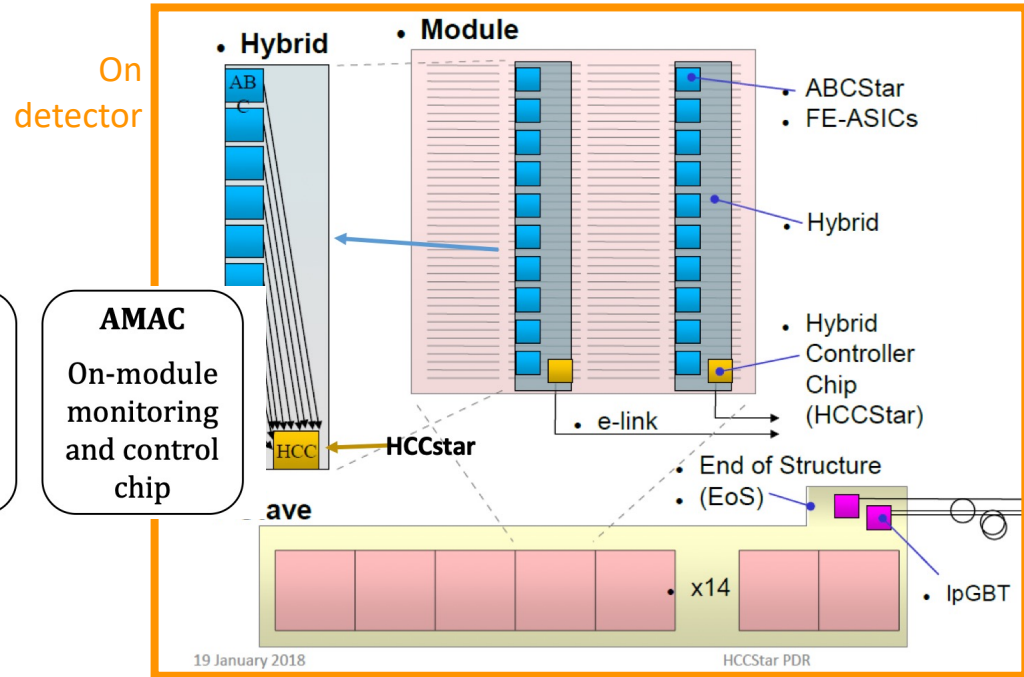 On
detector
• Hybrid
• Module
AB
C
• ABCStar
• FE-ASICs
• Hybrid
AMAC
On-module
monitoring
and control
chip
• Hybrid
Controller
Chip
(HCCStar)
• e-link
HCC
HCCstar
• End of Structure
• (EoS)
ave
• x14
• lpGBT
19 January 2018
HCCStar PDR